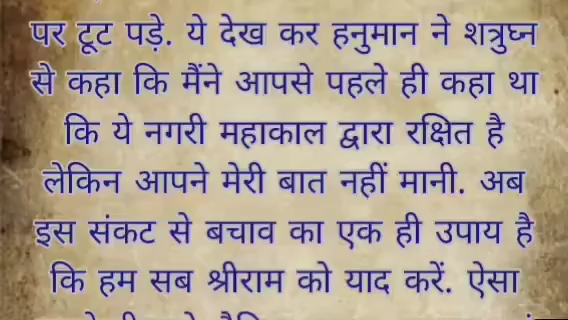 पर टूट पड़े. ये देख कर हनुमान ने शत्रुघ्न
से कहा कि मैंने आपसे पहले ही कहा था
कि ये नगरी महाकाल द्वारा रक्षित है
लेकिन आपने मेरी बात नहीं मानी. अब
इस संकट से बचाव का एक ही उपाय है
कि हम सब श्रीराम को याद करें. ऐसा